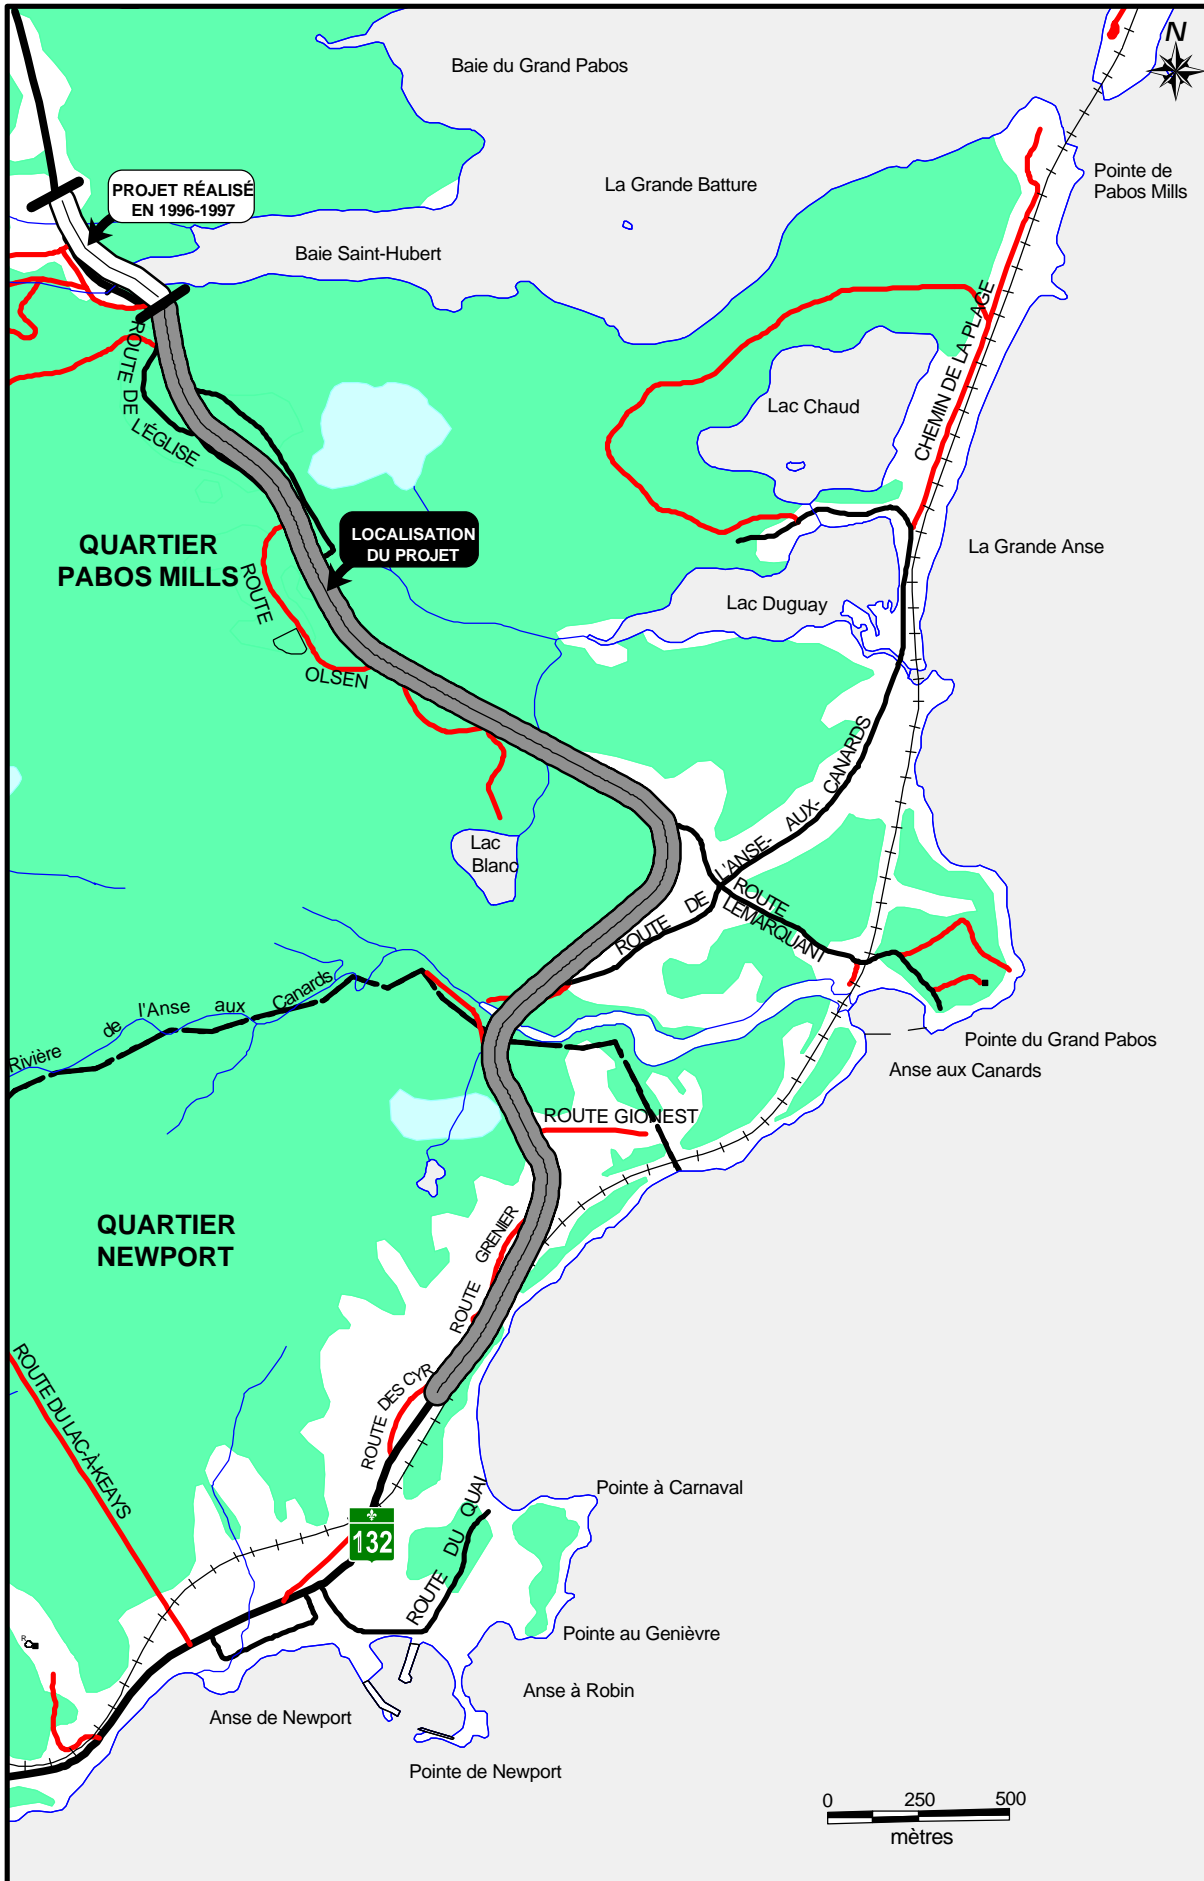 N
Baie du Grand Pabos
Pointe de
Pabos Mills
La Grande Batture
PROJET RÉALISÉ
EN 1996-1997
Baie Saint-Hubert
CHEMIN DE LA PLAGE
ROUTE DE L'ÉGLISE
Lac Chaud
LOCALISATION
DU PROJET
QUARTIER
PABOS MILLS
La Grande Anse
ROUTE
OLSEN
Lac Duguay
ROUTE DE L'ANSE- AUX- CANARDS
Lac
Blanc
ROUTE
LEMARQUANT
Rivière de l'Anse aux Canards
Pointe du Grand Pabos
Anse aux Canards
ROUTE GIONEST
QUARTIER
NEWPORT
ROUTE GRENIER
ROUTE DES CYR
ROUTE DU LAC-À-KEAYS
Pointe à Carnaval
132
ROUTE DU QUAI
R
Pointe au Genièvre
Anse à Robin
Anse de Newport
Pointe de Newport
0 250 500
mètres